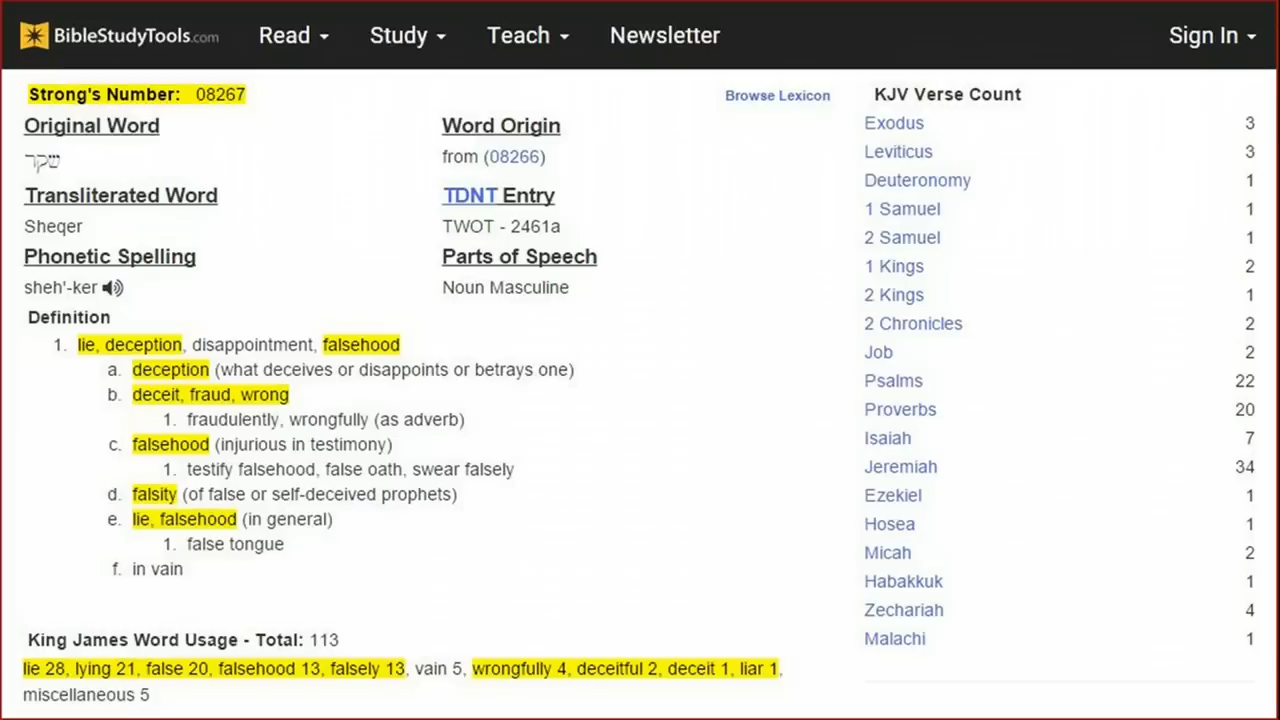 BibleStudyTools.com Read Study Teach Newsletter Sign In
Strong's Number: 08267
Browse Lexicon
Original Word
שקר
Word Origin
from (08266)
Transliterated Word
Sheqer
TDNT Entry
TWOT - 2461a
Phonetic Spelling
sheh'-ker
Parts of Speech
Noun Masculine
Definition
1. lie, deception, disappointment, falsehood
a. deception (what deceives or disappoints or betrays one)
b. deceit, fraud, wrong
1. fraudulently, wrongfully (as adverb)
c. falsehood (injurious in testimony)
1. testify falsehood, false oath, swear falsely
d. falsity (of false or self-deceived prophets)
e. lie, falsehood (in general)
1. false tongue
f. in vain
King James Word Usage - Total: 113
lie 28, lying 21, false 20, falsehood 13, falsely 13, vain 5, wrongfully 4, deceitful 2, deceit 1, liar 1,
miscellaneous 5
KJV Verse Count
Exodus 3
Leviticus 3
Deuteronomy 1
1 Samuel 1
2 Samuel 1
1 Kings 2
2 Kings 1
2 Chronicles 2
Job 2
Psalms 22
Proverbs 20
Isaiah 7
Jeremiah 34
Ezekiel 1
Hosea 1
Micah 2
Habakkuk 1
Zechariah 4
Malachi 1